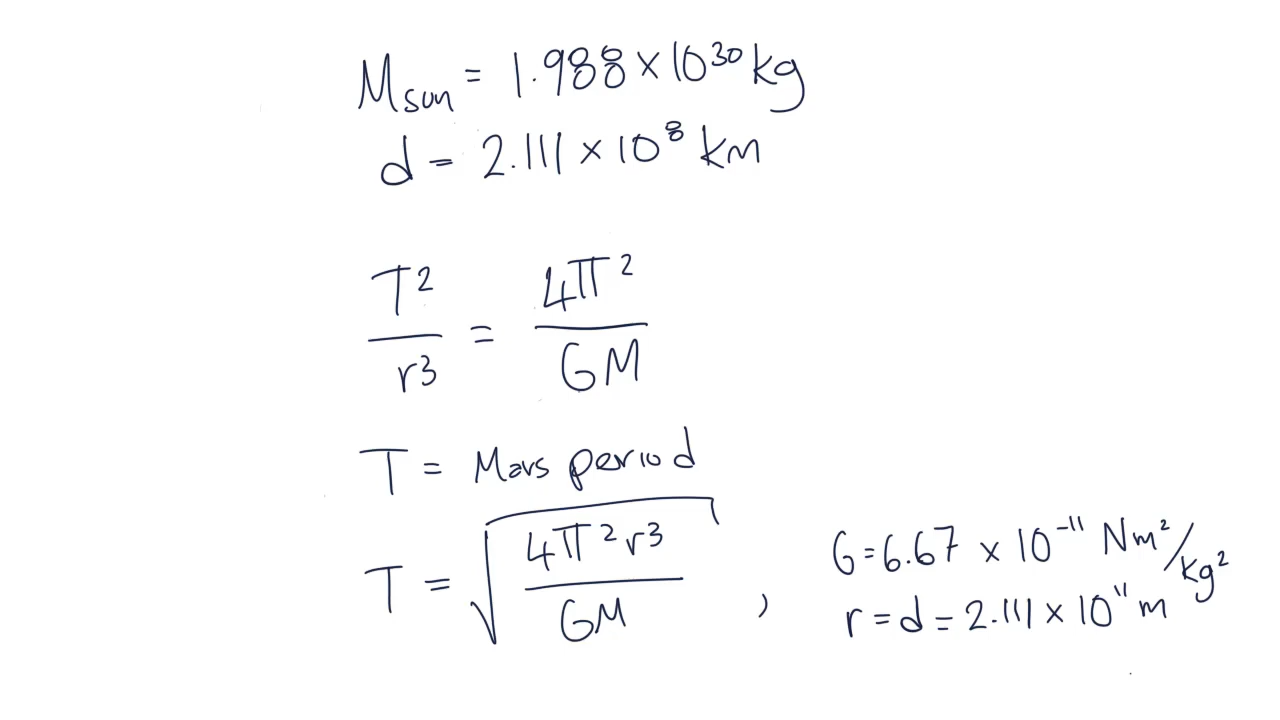 Msun = 1.988 × 10³⁰ kg
d = 2.111 × 10⁸ km
T²/r³ = 4π²/GM
T = Mars period
T = √(4π²r³/GM) ,
G = 6.67 × 10⁻¹¹ Nm²/kg²
r = d = 2.111 × 10¹¹ m